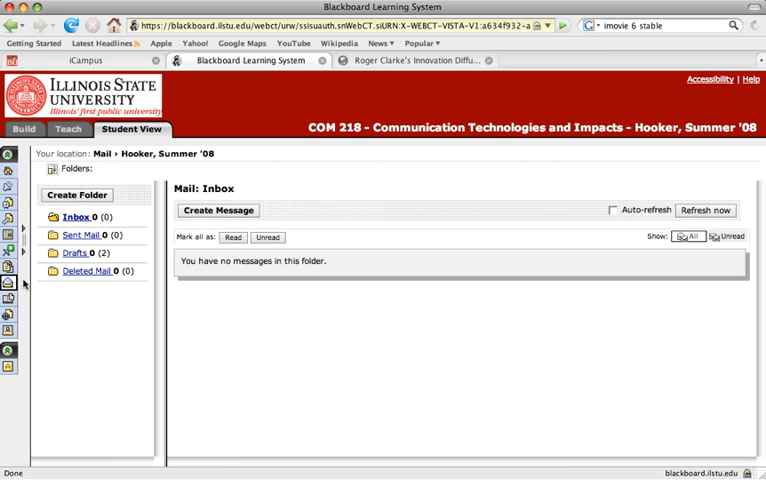 Blackboard Learning System
https://blackboard.ilstu.edu/webct/urw/ssisuauth.snWebCT.siURN:X-WEBCT-VISTA-V1:a634f932-a
imovie 6 stable
Getting Started Latest Headlines Apple Yahoo! Google Maps YouTube Wikipedia News Popular
iCampus Blackboard Learning System Roger Clarke's Innovation Diffu...
ILLINOIS STATE
UNIVERSITY
Illinois' first public university
Accessibility | Help
Build Teach Student View COM 218 - Communication Technologies and Impacts - Hooker, Summer '08
Your location: Mail › Hooker, Summer '08
Folders:
Create Folder
Inbox 0 (0)
Sent Mail 0 (0)
Drafts 0 (2)
Deleted Mail 0 (0)
Mail: Inbox
Create Message Auto-refresh Refresh now
Mark all as: Read Unread Show: All Unread
You have no messages in this folder.
Done blackboard.ilstu.edu